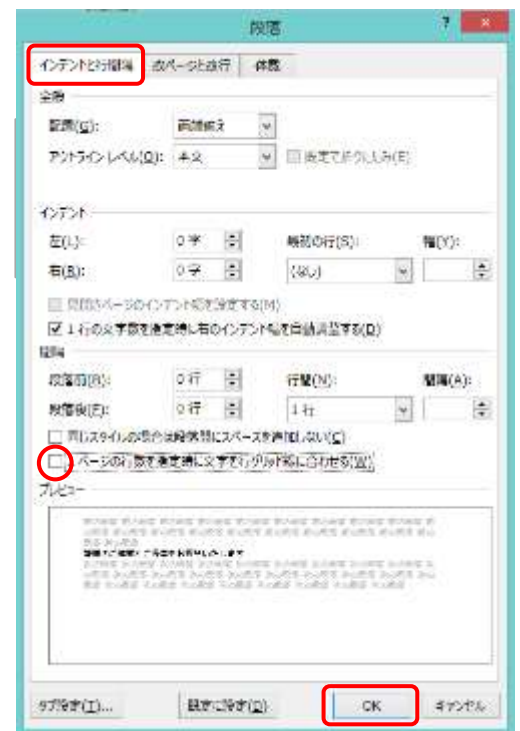 段落 ?
インデントと行間隔 改ページと改行 体裁
全般
配置(G): 両端揃え
アウトライン レベル(O): 本文 既定で折りたたみ(E)
インデント
左(L): 0 字 最初の行(S): 幅(Y):
右(R): 0 字 (なし)
見開きページのインデント幅を設定する(M)
1 行の文字数を指定時に右のインデント幅を自動調整する(D)
間隔
段落前(B): 0 行 行間(N): 間隔(A):
段落後(F): 0 行 1 行
同じスタイルの場合は段落間にスペースを追加しない(C)
ページの行数を指定時に文字を行グリッド線に合わせる(W)
プレビュー
タブ設定(T)... 既定に設定(D) OK キャンセル